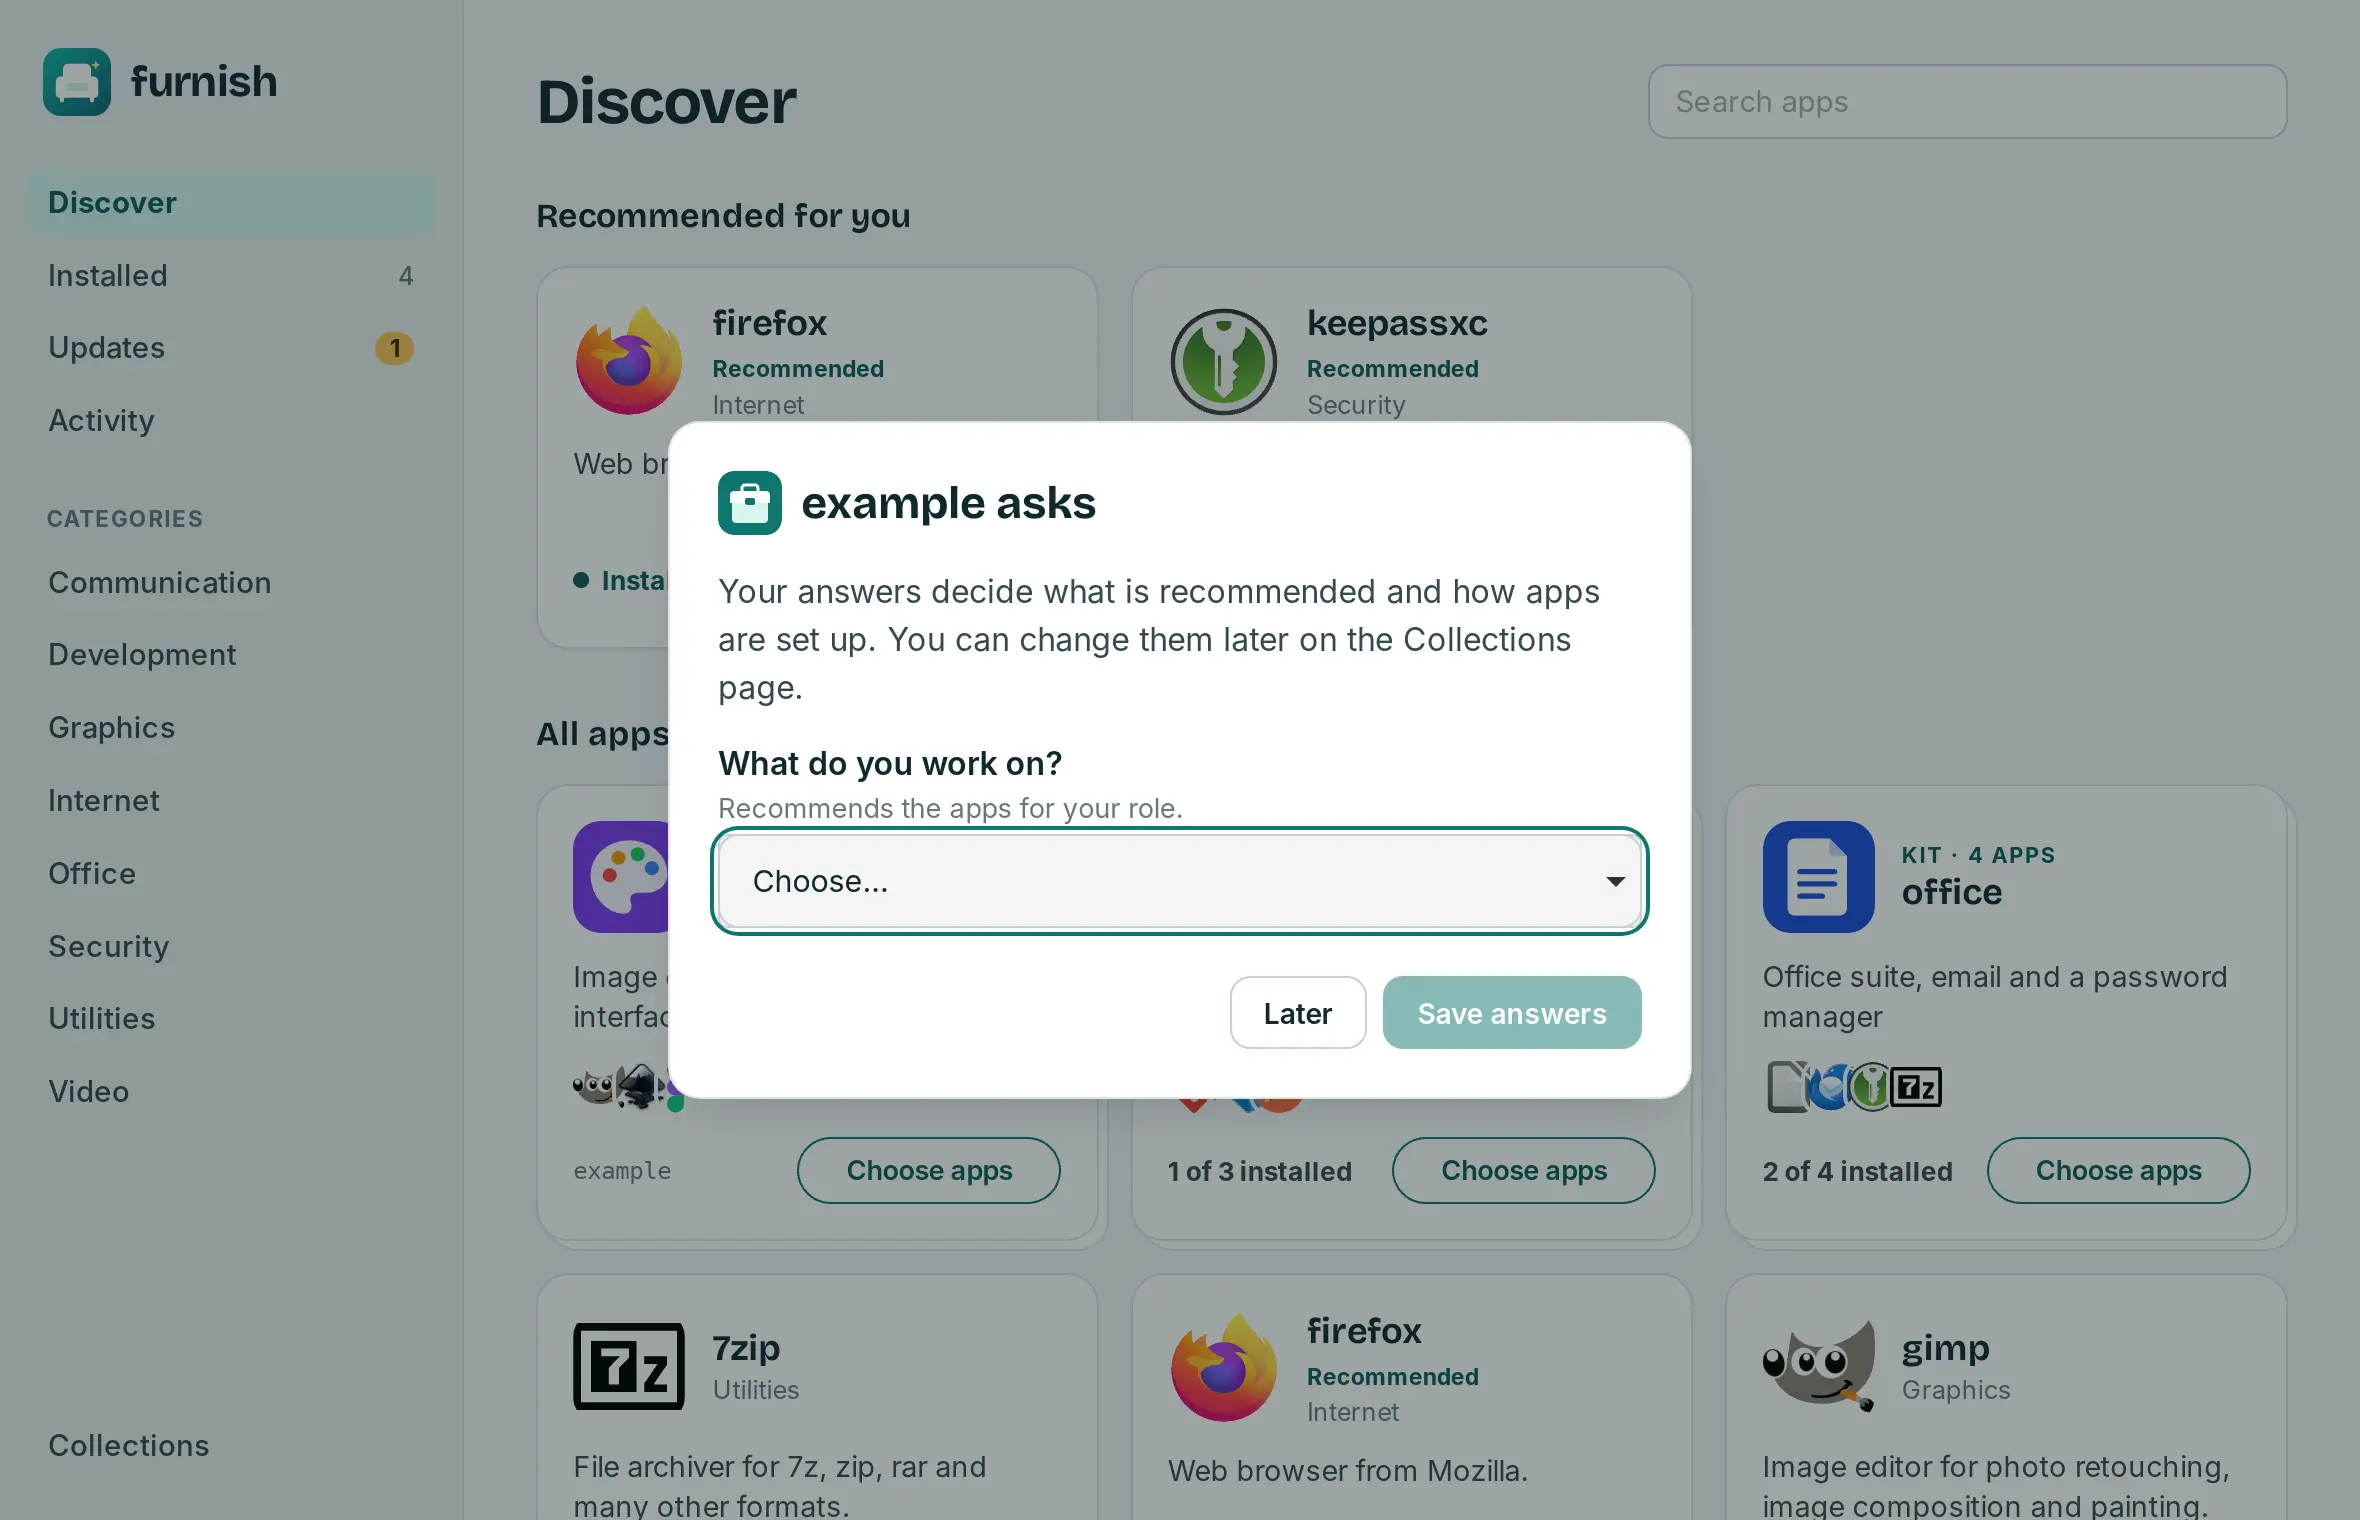 furnish
Discover
Installed 4
Updates 1
Activity
CATEGORIES
Communication
Development
Graphics
Internet
Office
Security
Utilities
Video
Collections
Discover
Search apps
Recommended for you
firefox
Recommended
Internet
Web
keepassxc
Recommended
Security
example asks
Your answers decide what is recommended and how apps
are set up. You can change them later on the Collections
page.
What do you work on?
Recommends the apps for your role.
Choose...
Later
Save answers
All apps
Image
example
Choose apps
1 of 3 installed
Choose apps
KIT · 4 APPS
office
Office suite, email and a password
manager
7z
2 of 4 installed
Choose apps
7z
7zip
Utilities
File archiver for 7z, zip, rar and
many other formats.
firefox
Recommended
Internet
Web browser from Mozilla.
gimp
Graphics
Image editor for photo retouching,
image composition and painting.